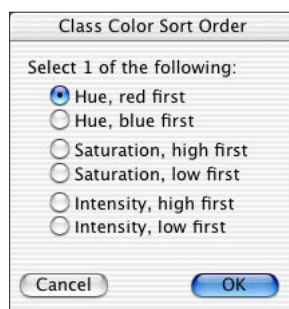 Class Color Sort Order
Select 1 of the following:
Hue, red first
Hue, blue first
Saturation, high first
Saturation, low first
Intensity, high first
Intensity, low first
Cancel OK